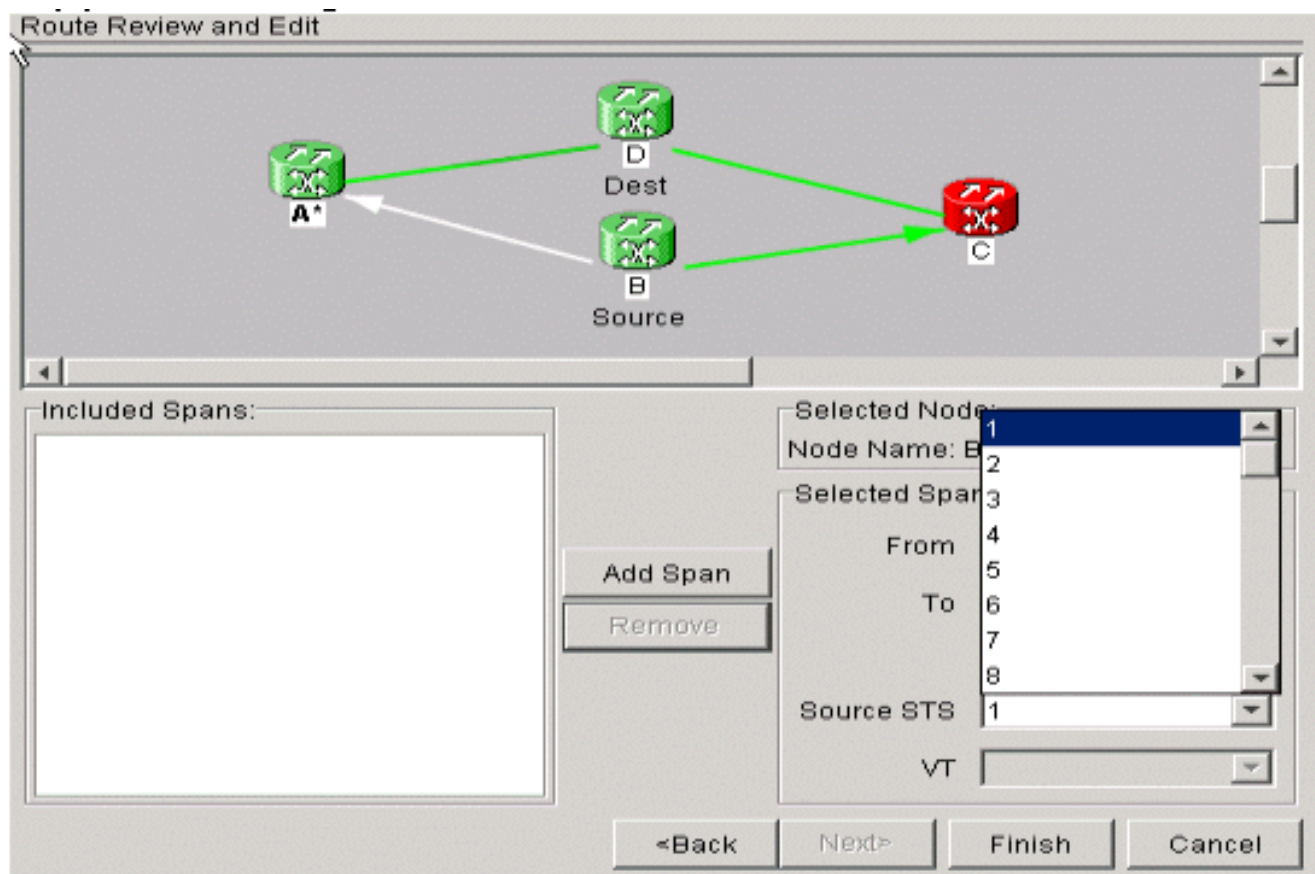 Route Review and Edit
D
Dest
A*
C
B
Source
Included Spans:
Selected Node:
Node Name: B
1
2
3
4
5
6
7
8
Selected Span
From
To
Add Span
Remove
Source STS
1
VT
<Back
Next>
Finish
Cancel